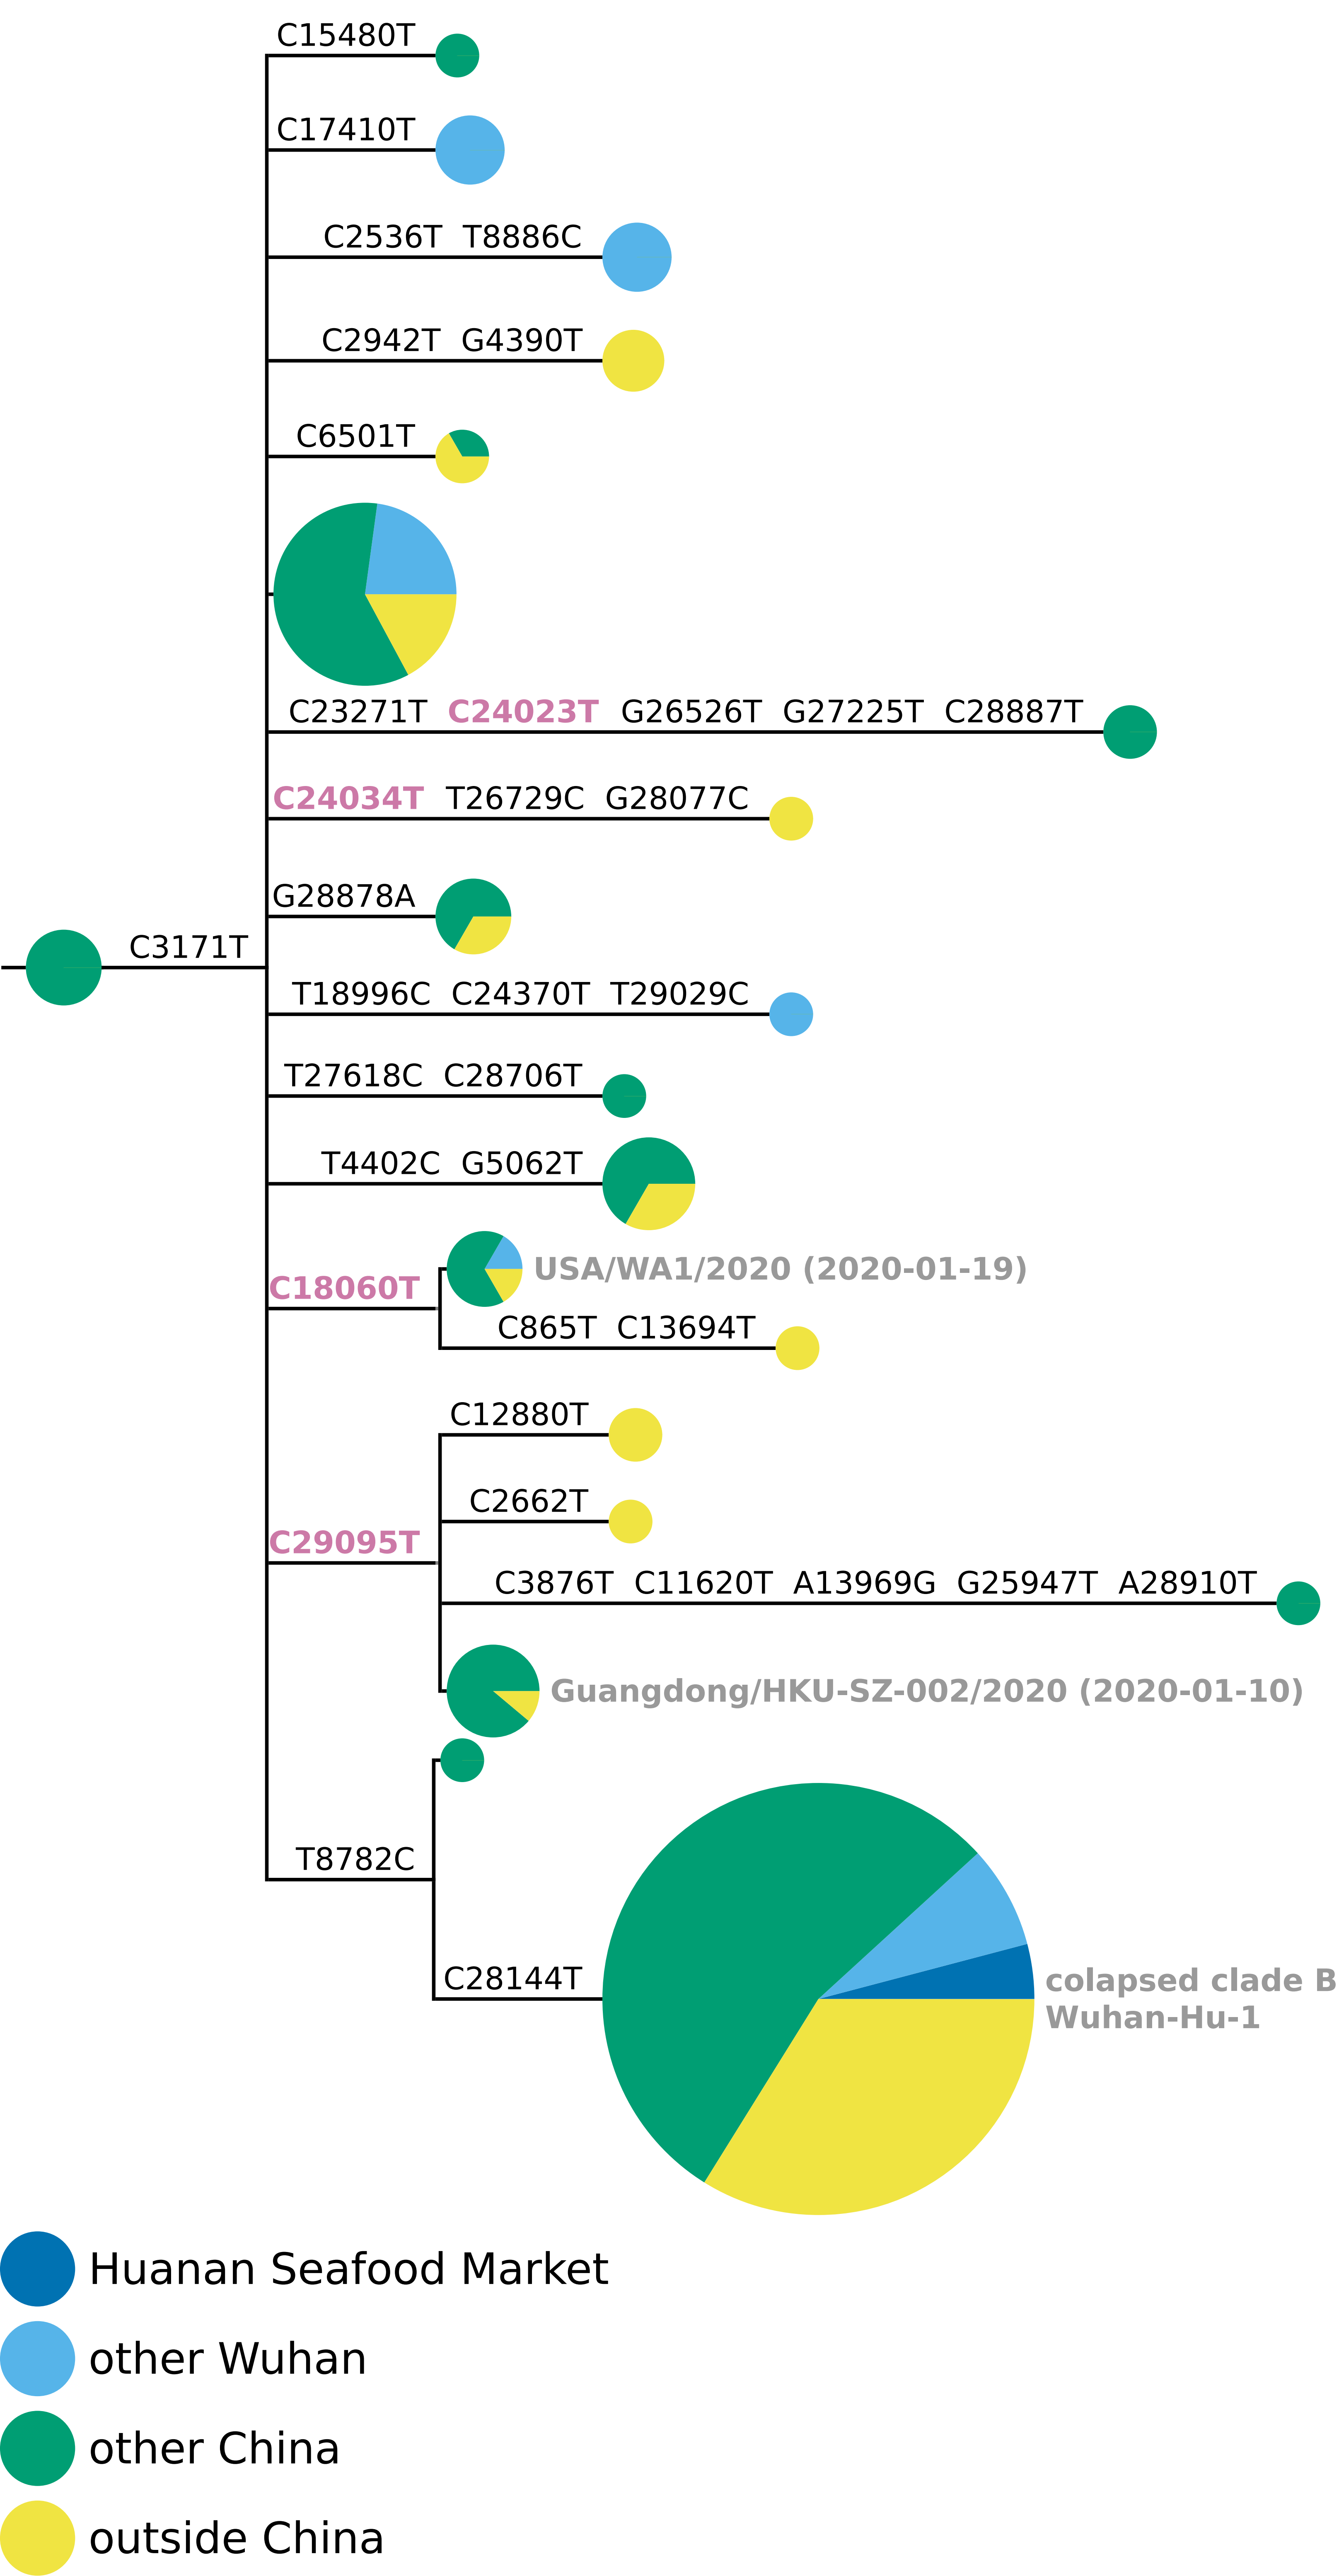 C15480T
C17410T
C2536T T8886C
C2942T G4390T
C6501T
C23271T C24023T G26526T G27225T C28887T
C24034T T26729C G28077C
G28878A
C3171T
T18996C C24370T T29029C
T27618C C28706T
T4402C G5062T
USA/WA1/2020 (2020-01-19)
C18060T
C865T C13694T
C12880T
C2662T
C29095T
C3876T C11620T A13969G G25947T A28910T
Guangdong/HKU-SZ-002/2020 (2020-01-10)
T8782C
C28144T
colapsed clade B
Wuhan-Hu-1
Huanan Seafood Market
other Wuhan
other China
outside China